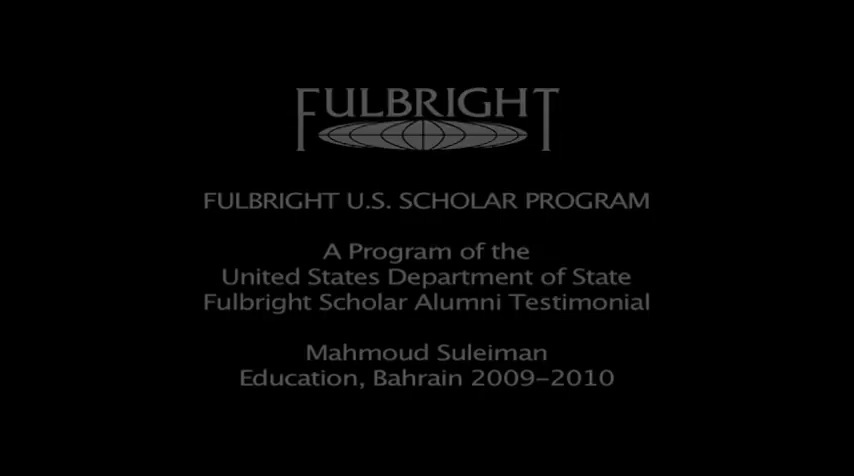 FULBRIGHT
FULBRIGHT U.S. SCHOLAR PROGRAM
A Program of the
United States Department of State
Fulbright Scholar Alumni Testimonial
Mahmoud Suleiman
Education, Bahrain 2009–2010